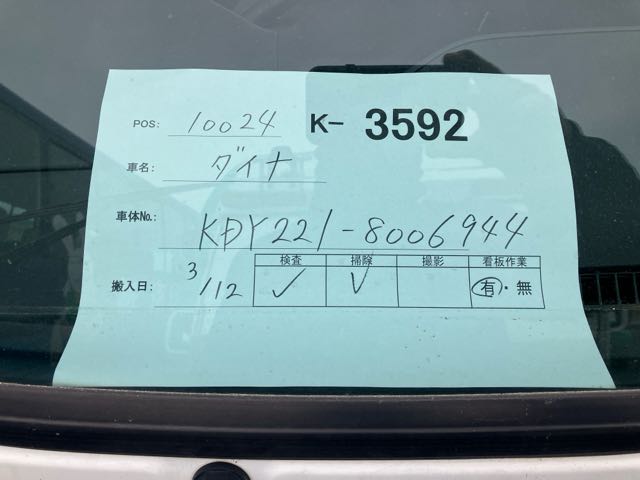 POS: 10024 K- 3592
車名: ダイナ
車体No.: KDY221-8006944
検査 掃除 撮影 看板作業
搬入日: 3/12 ✓ ✓ 有・無